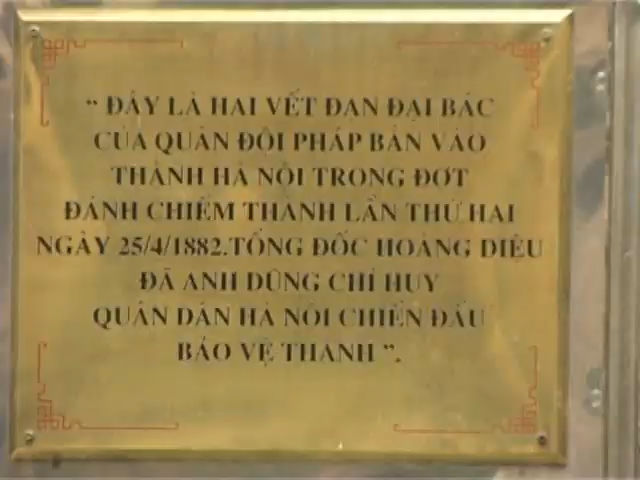 “ ĐÂY LÀ HAI VẾT ĐẠN ĐẠI BÁC
CỦA QUÂN ĐỘI PHÁP BẮN VÀO
THÀNH HÀ NỘI TRONG ĐỢT
ĐÁNH CHIẾM THÀNH LẦN THỨ HAI
NGÀY 25/4/1882.TỔNG ĐỐC HOÀNG DIỆU
ĐÃ ANH DŨNG CHỈ HUY
QUÂN DÂN HÀ NỘI CHIẾN ĐẤU
BẢO VỆ THÀNH ”.